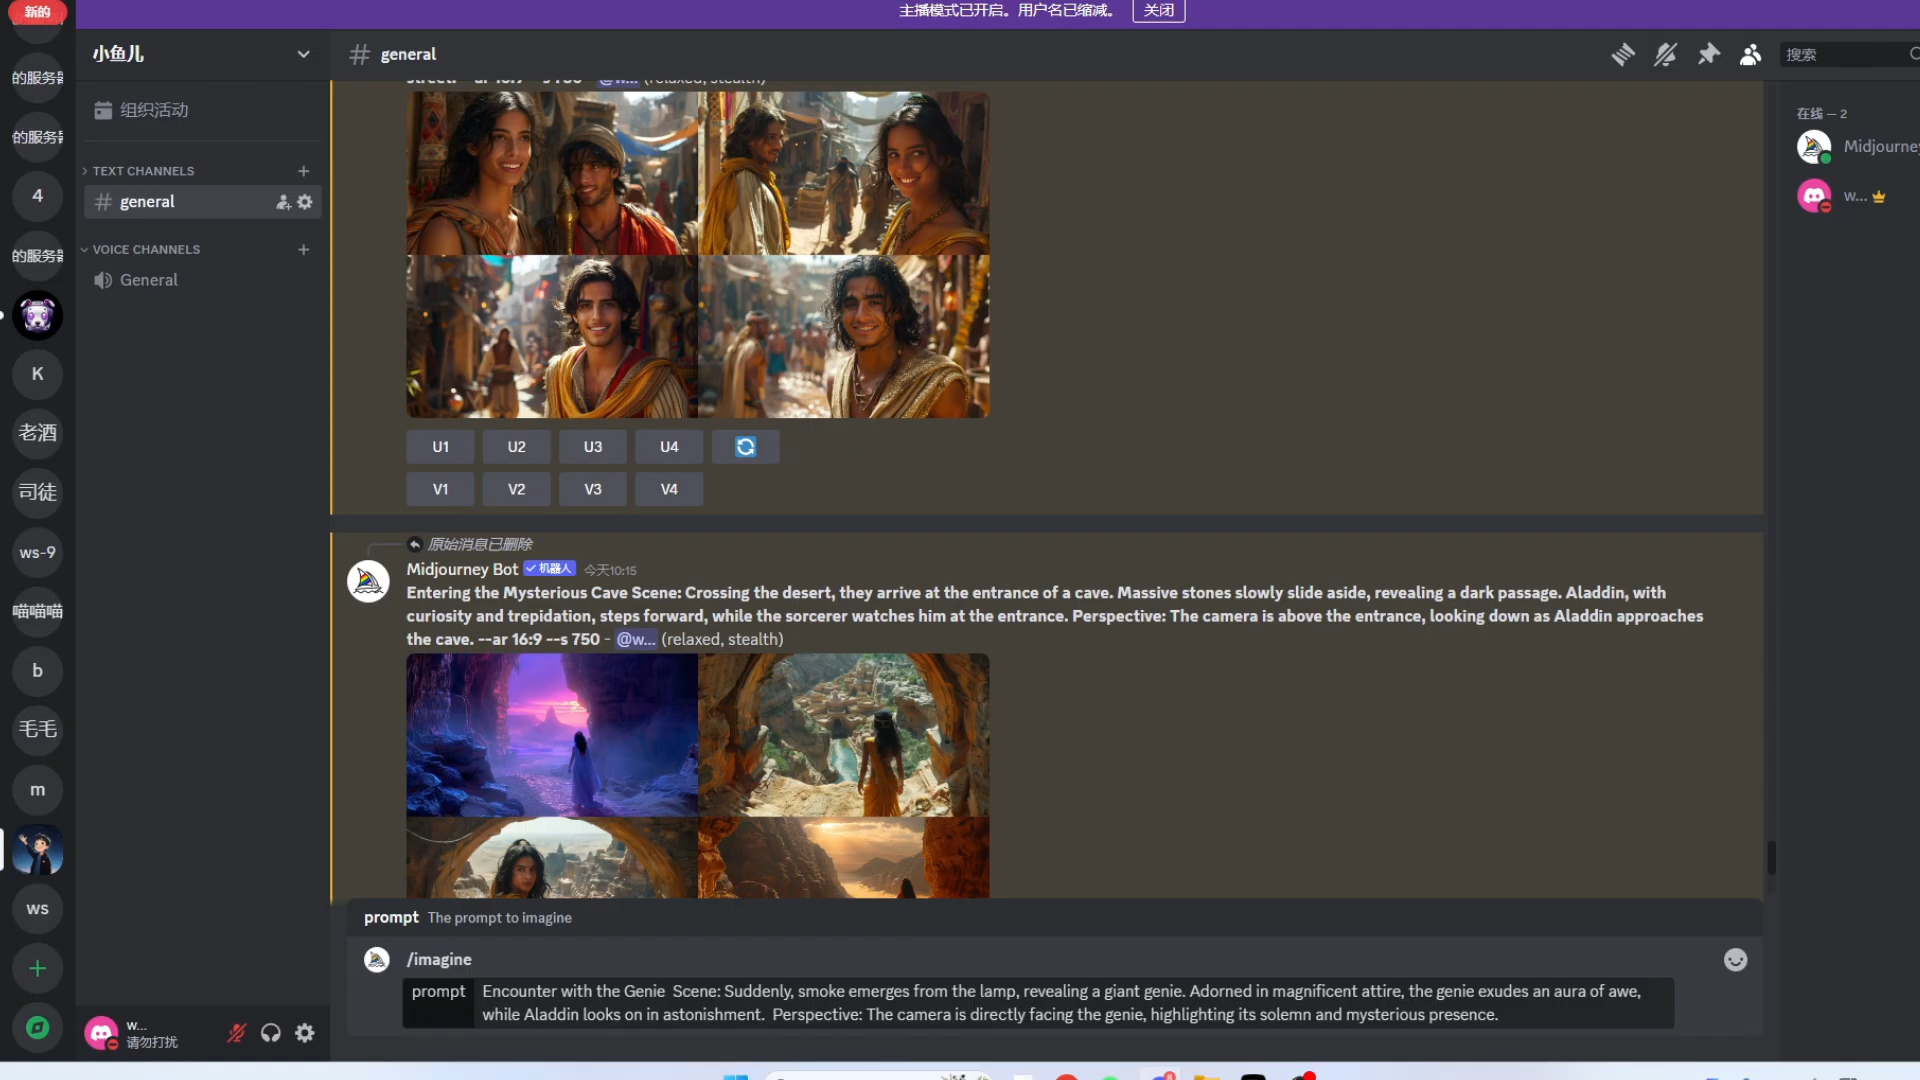 新的
主播模式已开启。用户名已缩减。 关闭
小鱼儿
general
搜索
的服务器
组织活动
的服务器
TEXT CHANNELS
general
4
的服务器
VOICE CHANNELS
General
K
老酒
司徒
ws-9
喵喵喵
b
毛毛
m
ws
street. --ar 16:9 --s 750 - @w... (relaxed, stealth)
U1 U2 U3 U4
V1 V2 V3 V4
原始消息已删除
Midjourney Bot 机器人 今天10:15
Entering the Mysterious Cave Scene: Crossing the desert, they arrive at the entrance of a cave. Massive stones slowly slide aside, revealing a dark passage. Aladdin, with
curiosity and trepidation, steps forward, while the sorcerer watches him at the entrance. Perspective: The camera is above the entrance, looking down as Aladdin approaches
the cave. --ar 16:9 --s 750 - @w... (relaxed, stealth)
prompt The prompt to imagine
/imagine
prompt Encounter with the Genie  Scene: Suddenly, smoke emerges from the lamp, revealing a giant genie. Adorned in magnificent attire, the genie exudes an aura of awe,
while Aladdin looks on in astonishment.  Perspective: The camera is directly facing the genie, highlighting its solemn and mysterious presence.
w...
请勿打扰
在线 — 2
Midjourney
w...